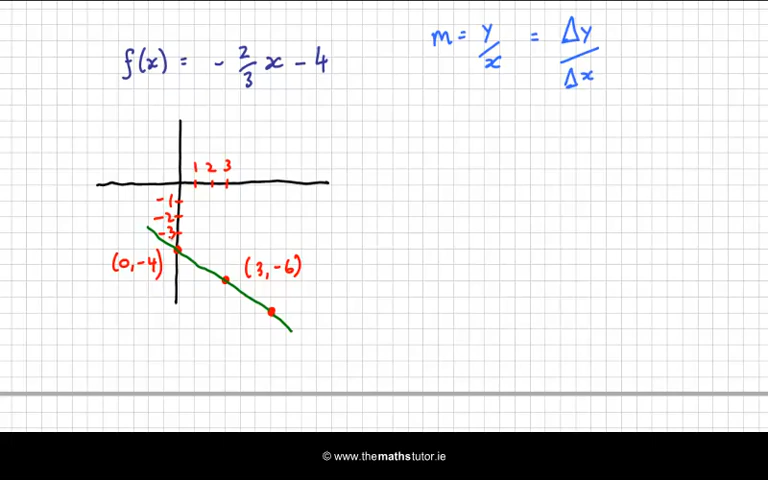 f(x) = - 2/3 x - 4
m = y/x = Δy/Δx
1 2 3
-1
-2
-3
(0,-4)
(3,-6)
© www.themathstutor.ie